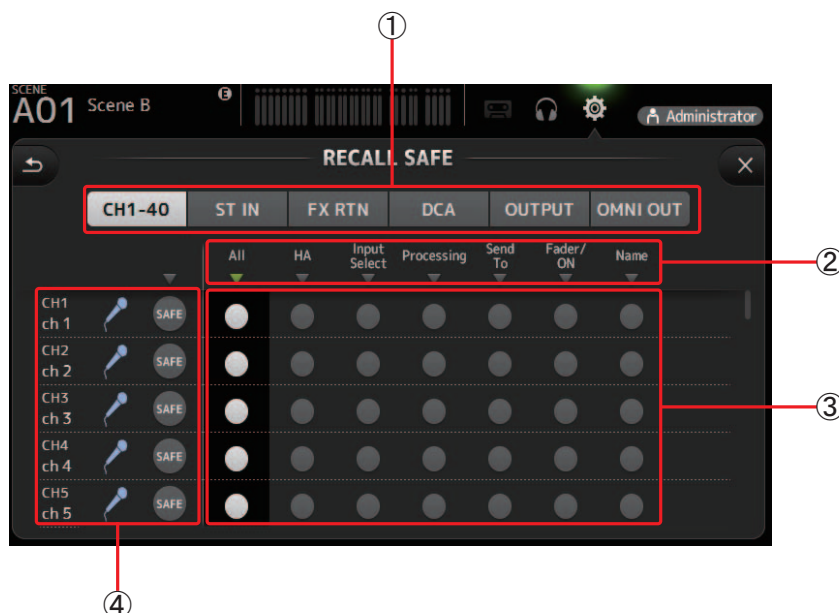 ①
SCENE
A01 Scene B E Administrator
RECALL SAFE
CH1-40 ST IN FX RTN DCA OUTPUT OMNI OUT
All HA Input Select Processing Send To Fader/ON Name
②
CH1
ch 1 SAFE
CH2
ch 2 SAFE
CH3
ch 3 SAFE
③
CH4
ch 4 SAFE
CH5
ch 5 SAFE
④